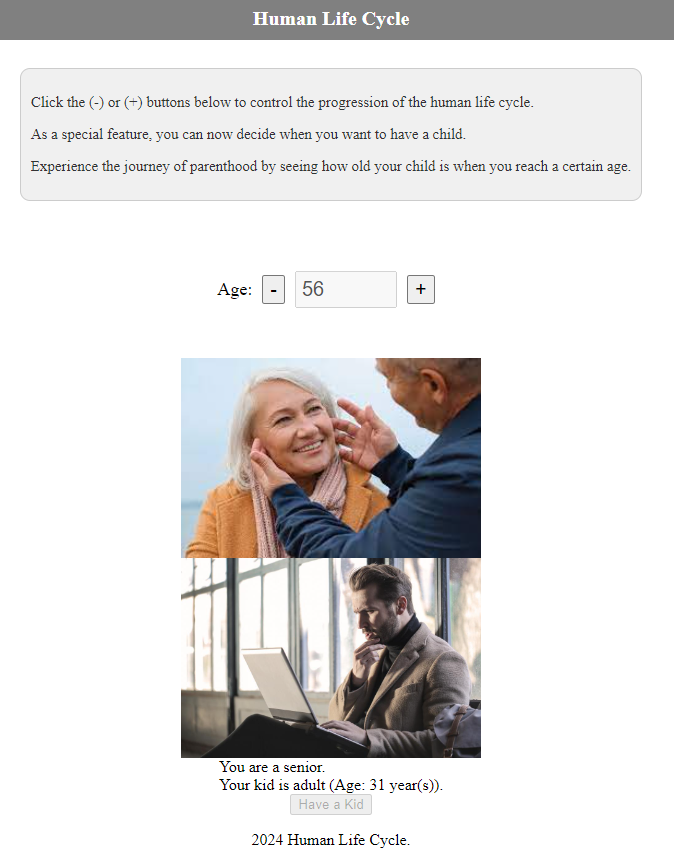 Human Life Cycle
Click the (-) or (+) buttons below to control the progression of the human life cycle.
As a special feature, you can now decide when you want to have a child.
Experience the journey of parenthood by seeing how old your child is when you reach a certain age.
Age: - 56 +
You are a senior.
Your kid is adult (Age: 31 year(s)).
Have a Kid
2024 Human Life Cycle.